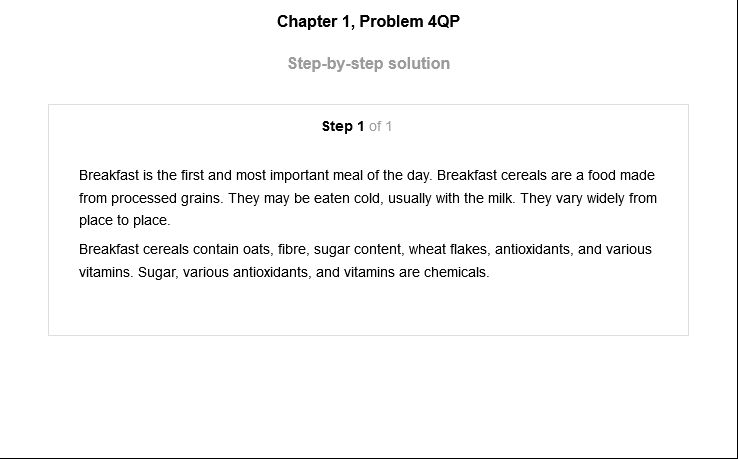 Chapter 1, Problem 4QP
Step-by-step solution
Step 1 of 1
Breakfast is the first and most important meal of the day. Breakfast cereals are a food made
from processed grains. They may be eaten cold, usually with the milk. They vary widely from
place to place.
Breakfast cereals contain oats, fibre, sugar content, wheat flakes, antioxidants, and various
vitamins. Sugar, various antioxidants, and vitamins are chemicals.